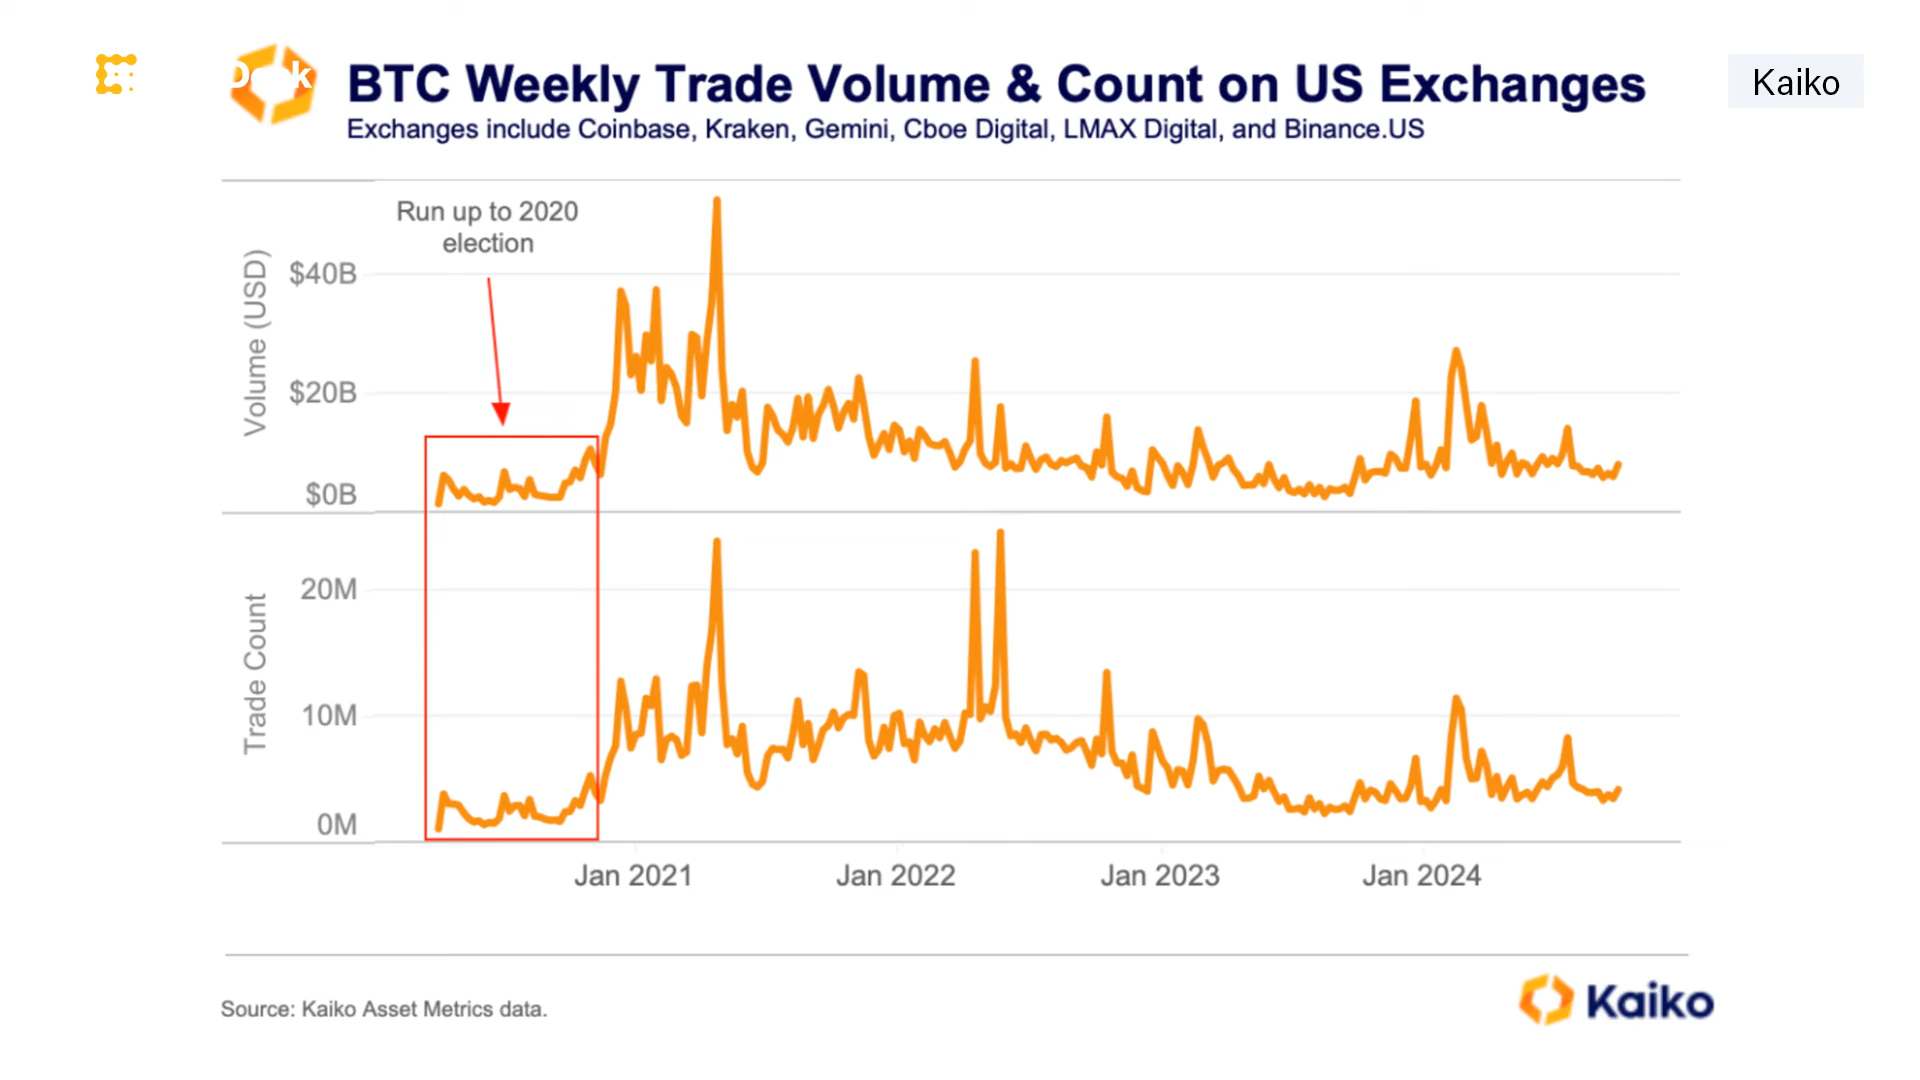 BTC Weekly Trade Volume & Count on US Exchanges
Exchanges include Coinbase, Kraken, Gemini, Cboe Digital, LMAX Digital, and Binance.US
Kaiko
Run up to 2020
election
Volume (USD)
$40B
$20B
$0B
Trade Count
20M
10M
0M
Jan 2021
Jan 2022
Jan 2023
Jan 2024
Source: Kaiko Asset Metrics data.
Kaiko